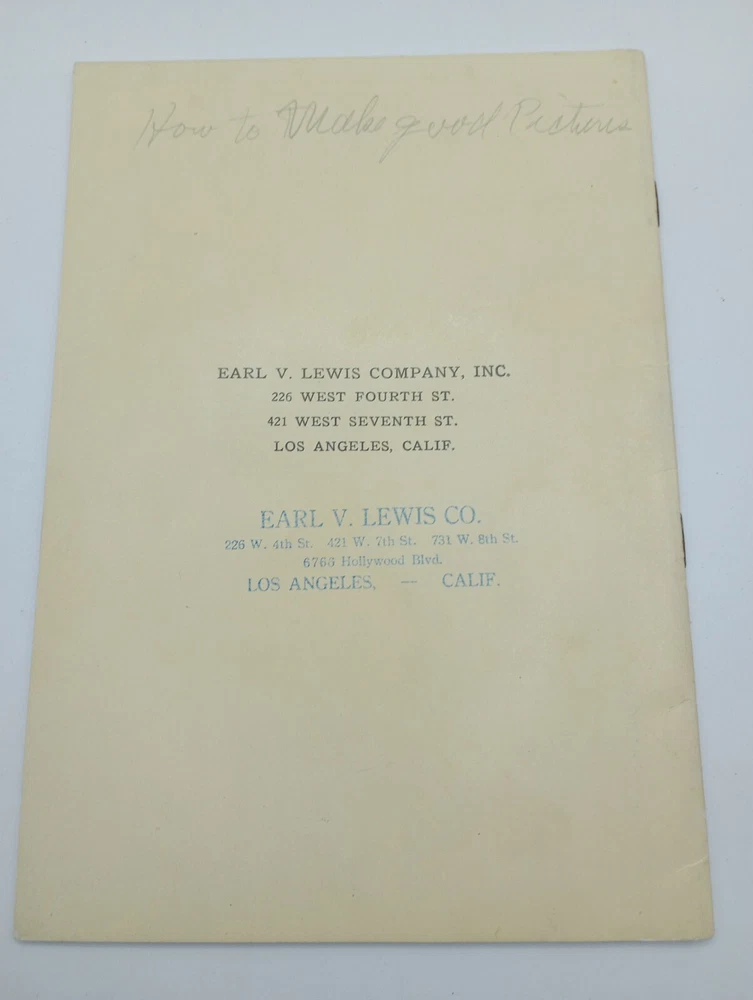 How to Make good Pictures
EARL V. LEWIS COMPANY, INC.
226 WEST FOURTH ST.
421 WEST SEVENTH ST.
LOS ANGELES, CALIF.
EARL V. LEWIS CO.
226 W. 4th St. 421 W. 7th St. 731 W. 8th St.
6766 Hollywood Blvd.
LOS ANGELES, — CALIF.